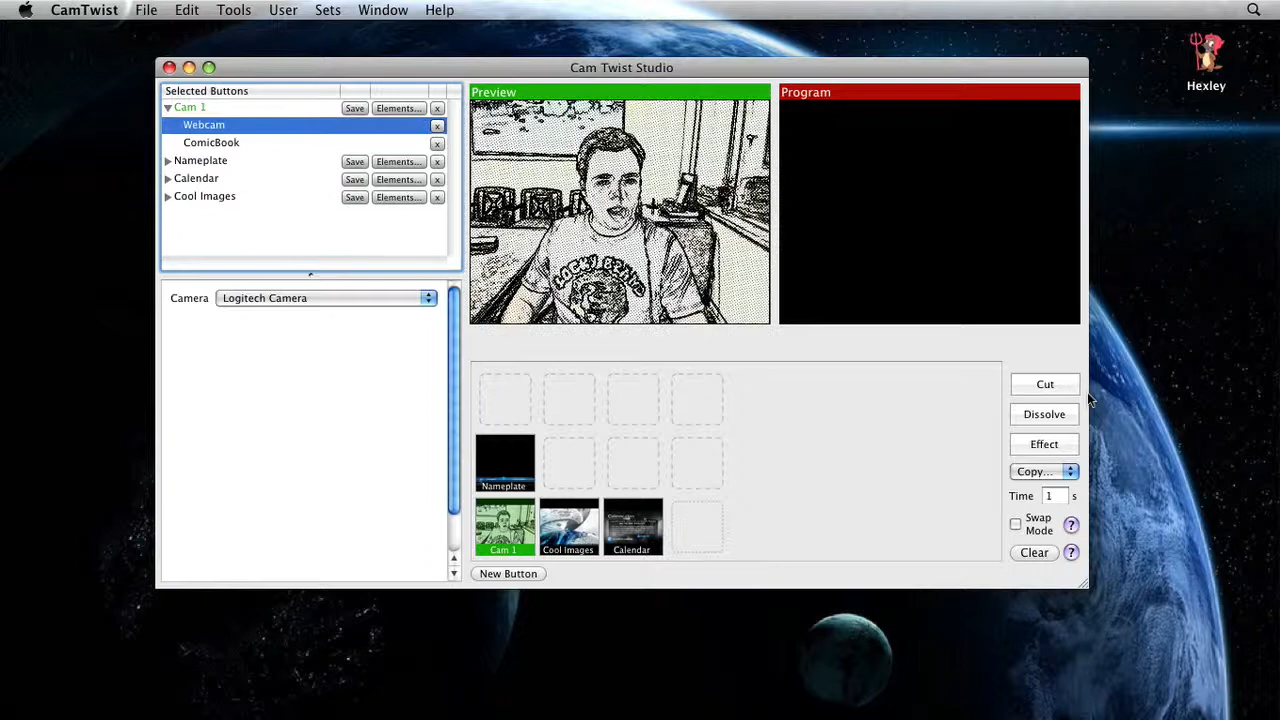 CamTwist File Edit Tools User Sets Window Help
Hexley
Cam Twist Studio
Selected Buttons
Cam 1 Save Elements... x
Webcam x
ComicBook x
Nameplate Save Elements... x
Calendar Save Elements... x
Cool Images Save Elements... x
Camera Logitech Camera
Preview
Program
Nameplate
Cam 1
Cool Images
Calendar
New Button
Cut
Dissolve
Effect
Copy...
Time 1 s
Swap
Mode ?
Clear ?